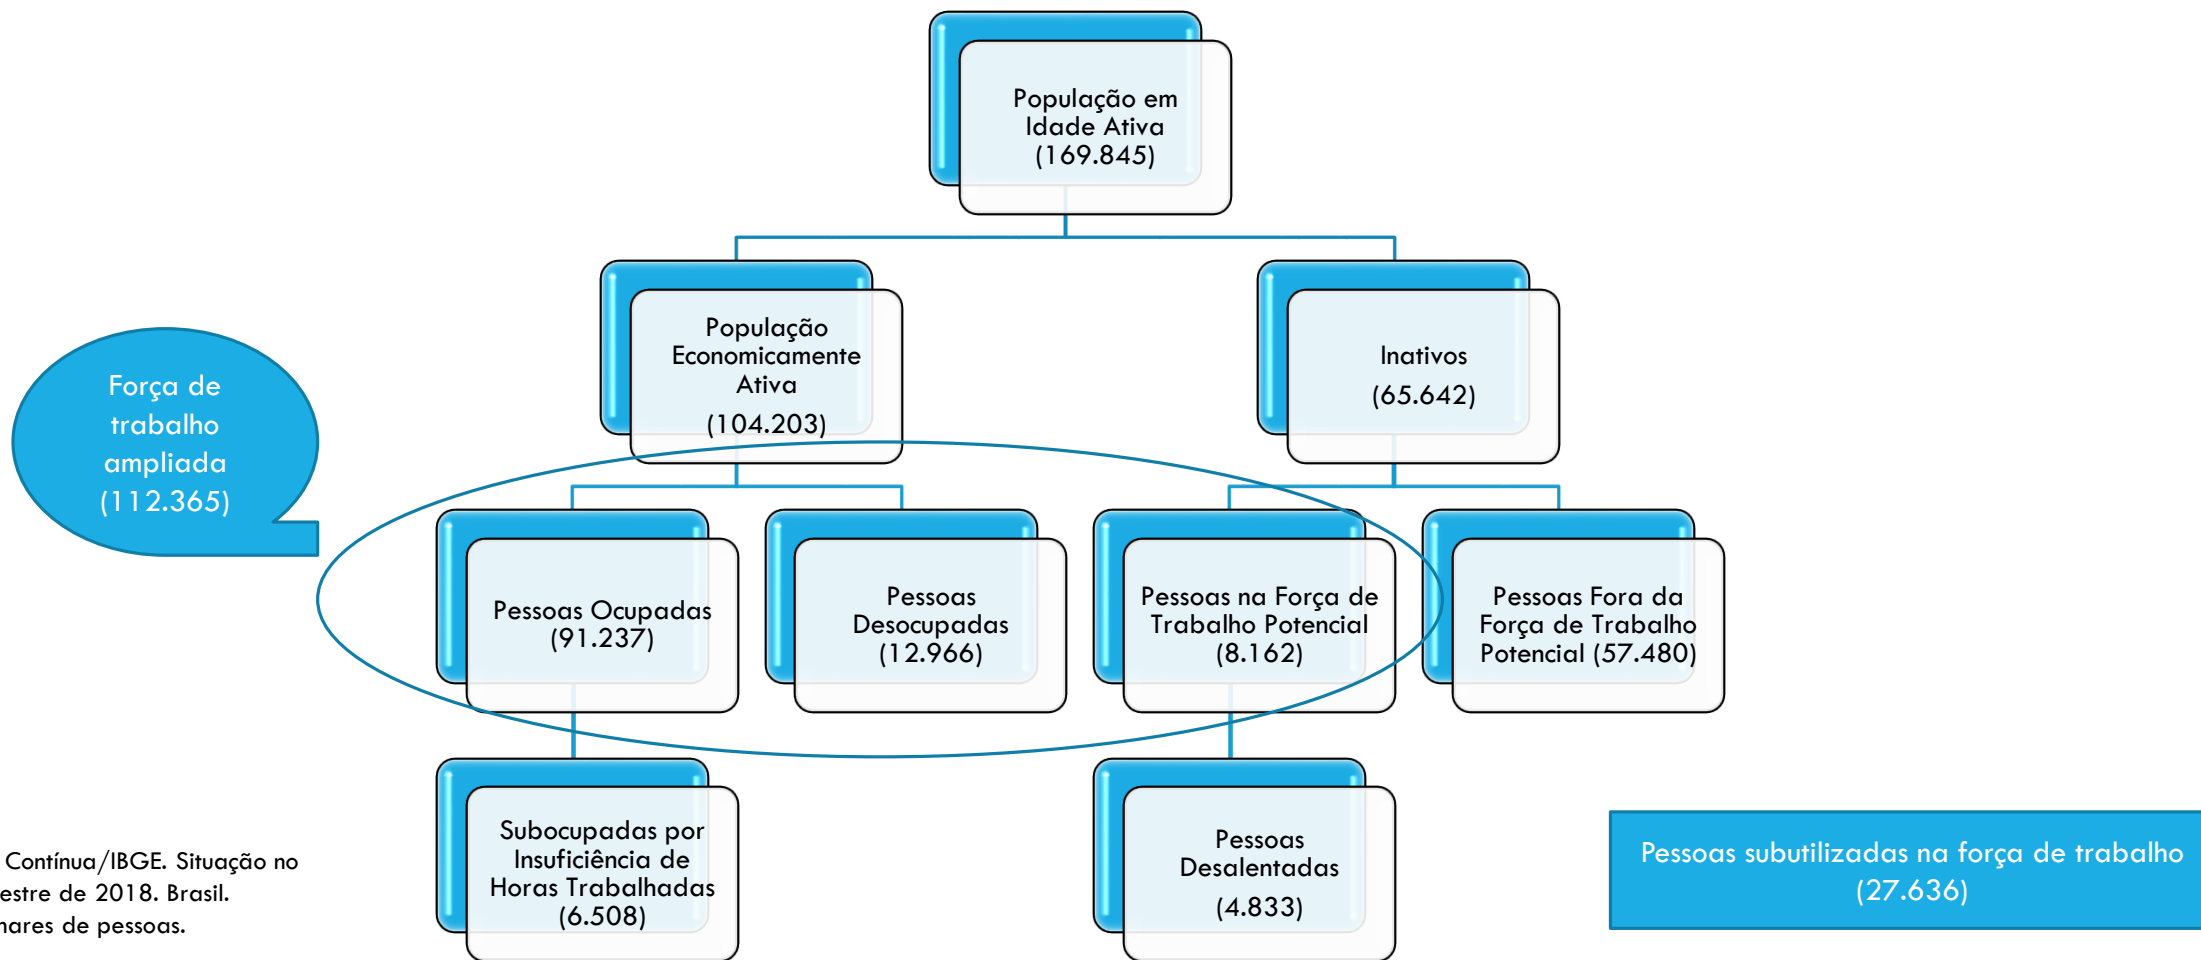 População em
Idade Ativa
(169.845)
População
Economicamente
Ativa
(104.203)
Inativos
(65.642)
Força de
trabalho
ampliada
(112.365)
Pessoas Ocupadas
(91.237)
Pessoas
Desocupadas
(12.966)
Pessoas na Força de
Trabalho Potencial
(8.162)
Pessoas Fora da
Força de Trabalho
Potencial (57.480)
Subocupadas por
Insuficiência de
Horas Trabalhadas
(6.508)
Pessoas
Desalentadas
(4.833)
Pessoas subutilizadas na força de trabalho
(27.636)
Contínua/IBGE. Situação no
estre de 2018. Brasil.
hares de pessoas.